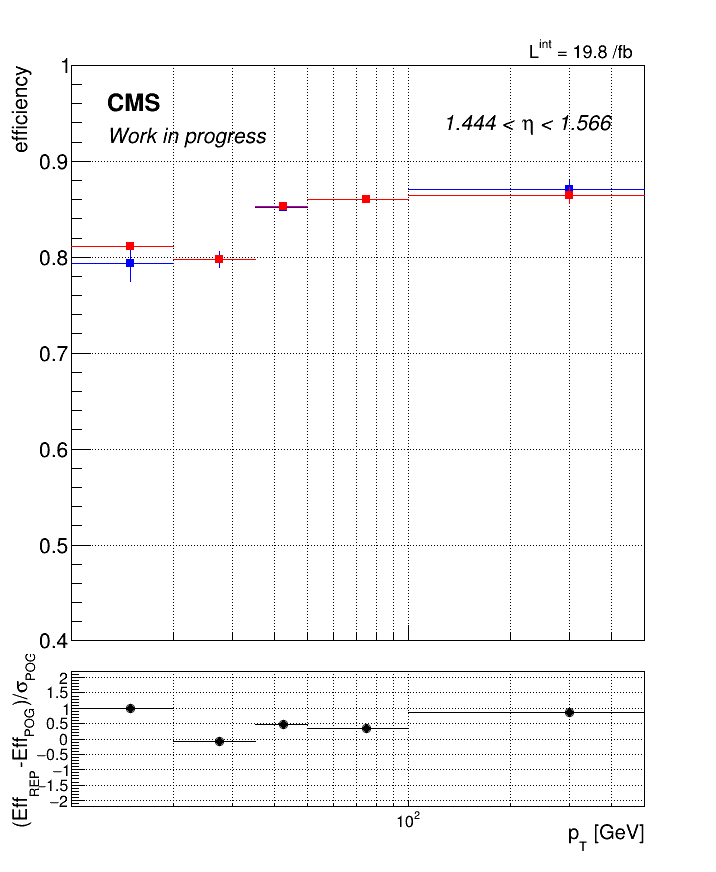 L^int = 19.8 /fb
efficiency
1
CMS
Work in progress
1.444 < η < 1.566
0.9
0.8
0.7
0.6
0.5
0.4
(Eff_REP -Eff_POG)/σ_POG
2
1.5
1
0.5
0
−0.5
−1
−1.5
−2
10^2
p_T [GeV]